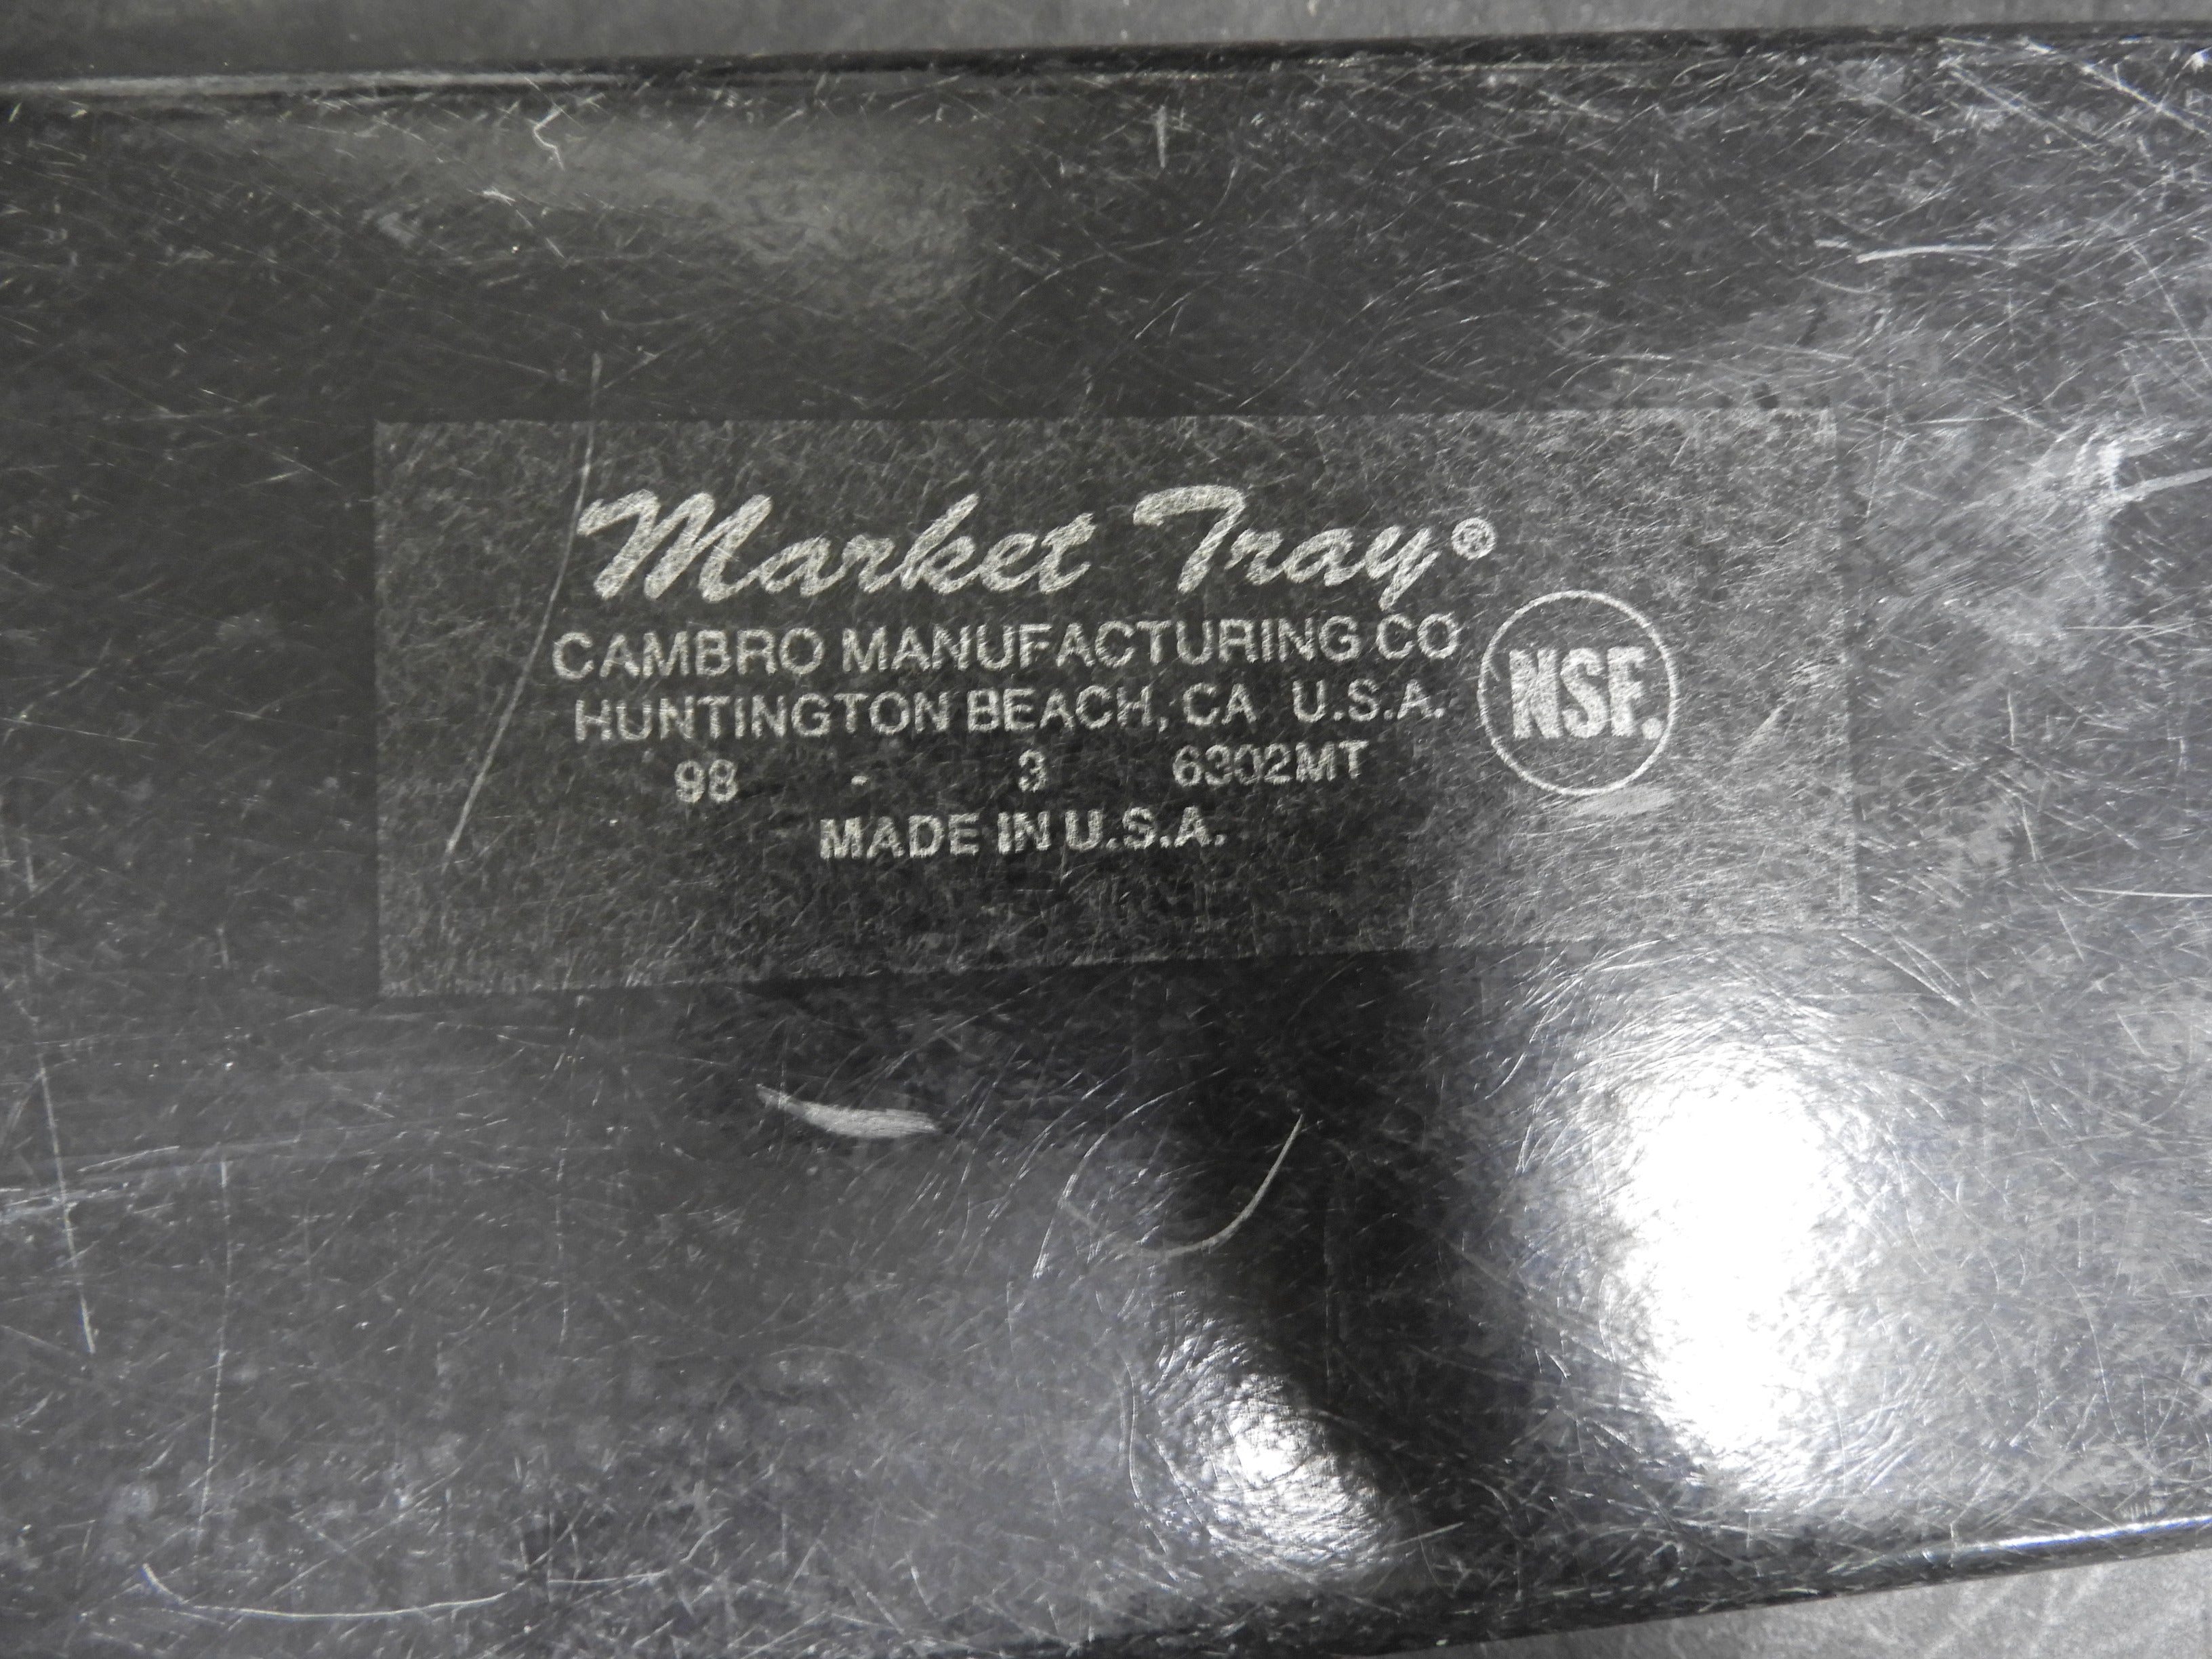 Market Tray®
CAMBRO MANUFACTURING CO
HUNTINGTON BEACH, CA U.S.A.
98 - 3 6302MT
MADE IN U.S.A.
NSF.